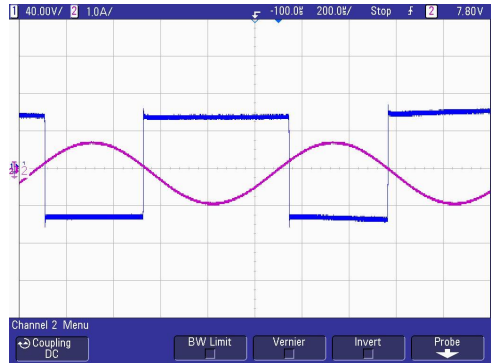 1 40.00V/ 2 1.0A/ -100.0s 200.0s/ Stop 2 7.80V
Channel 2 Menu
Coupling BW Limit Vernier Invert Probe
DC